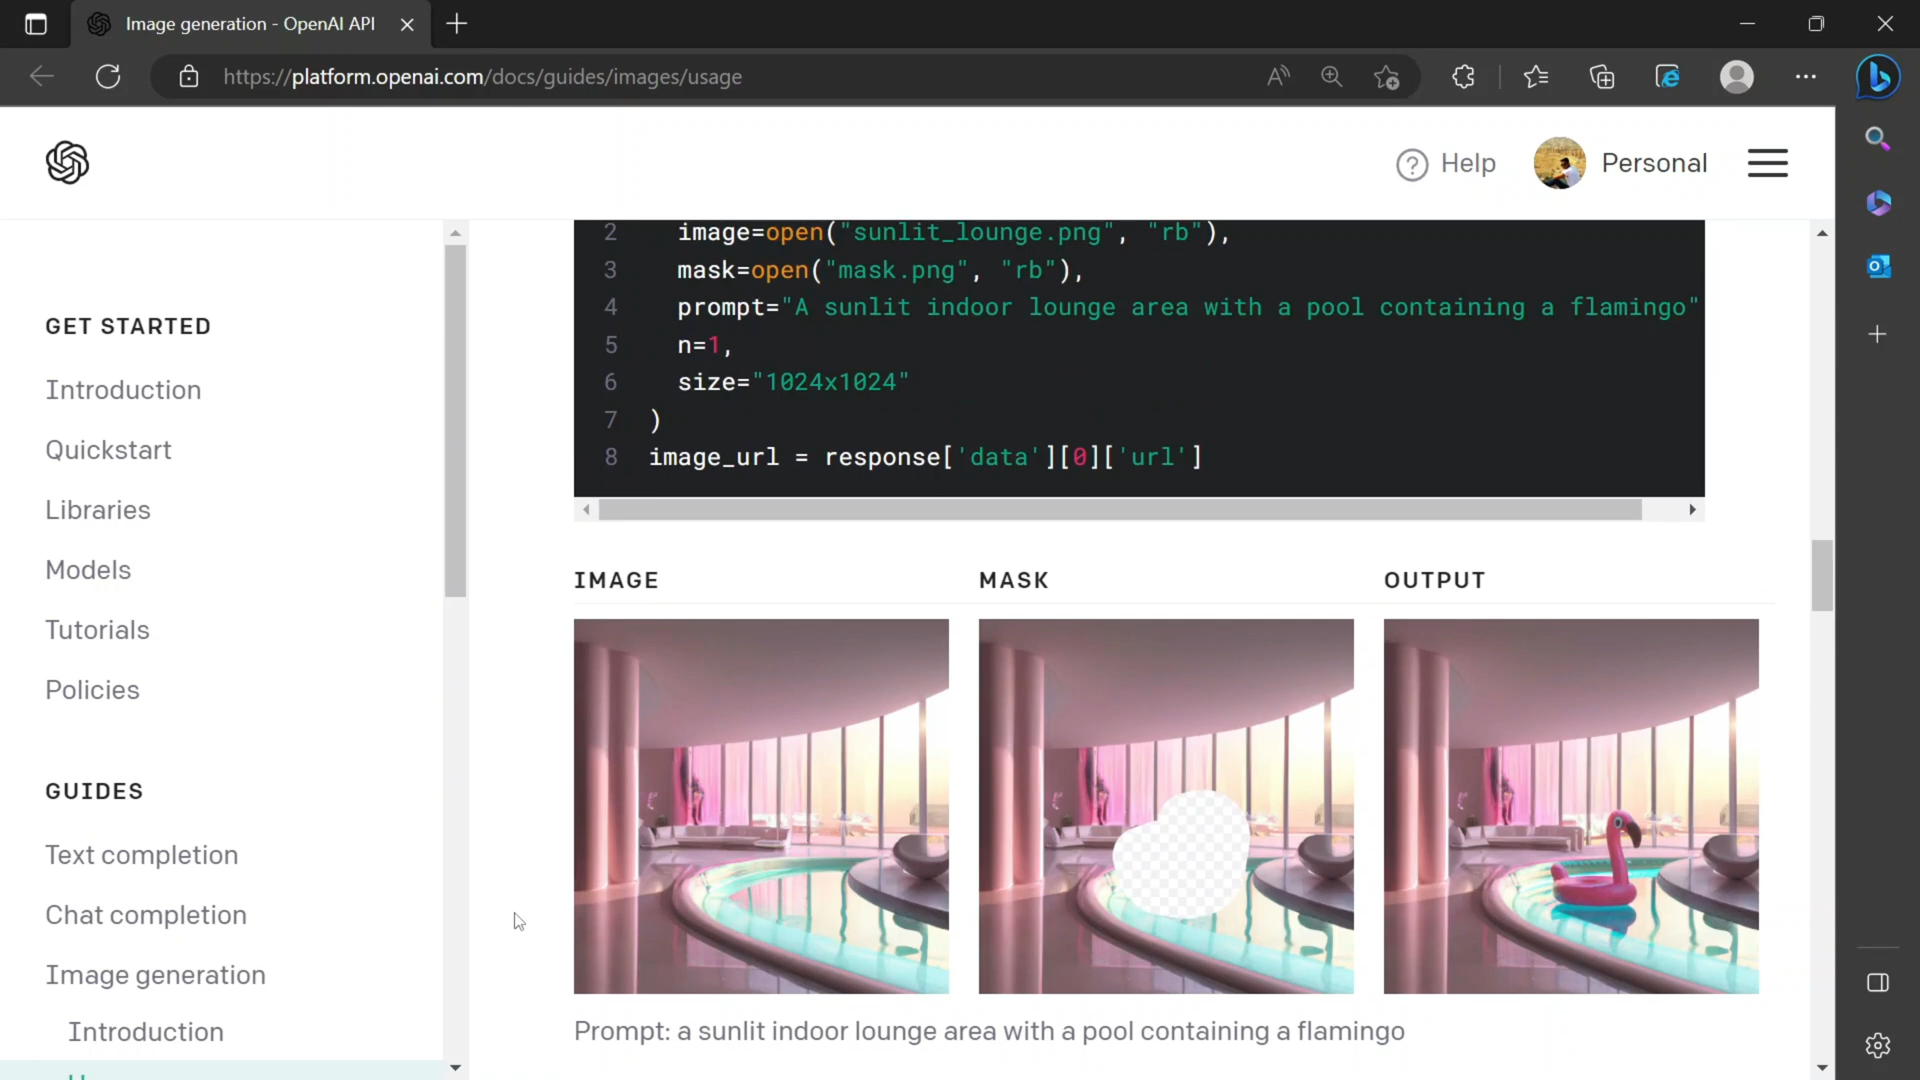 Image generation - OpenAI API
https://platform.openai.com/docs/guides/images/usage
Help
Personal
GET STARTED
Introduction
Quickstart
Libraries
Models
Tutorials
Policies
GUIDES
Text completion
Chat completion
Image generation
Introduction
2 image=open("sunlit_lounge.png", "rb"),
3 mask=open("mask.png", "rb"),
4 prompt="A sunlit indoor lounge area with a pool containing a flamingo"
5 n=1,
6 size="1024x1024"
7 )
8 image_url = response['data'][0]['url']
IMAGE
MASK
OUTPUT
Prompt: a sunlit indoor lounge area with a pool containing a flamingo